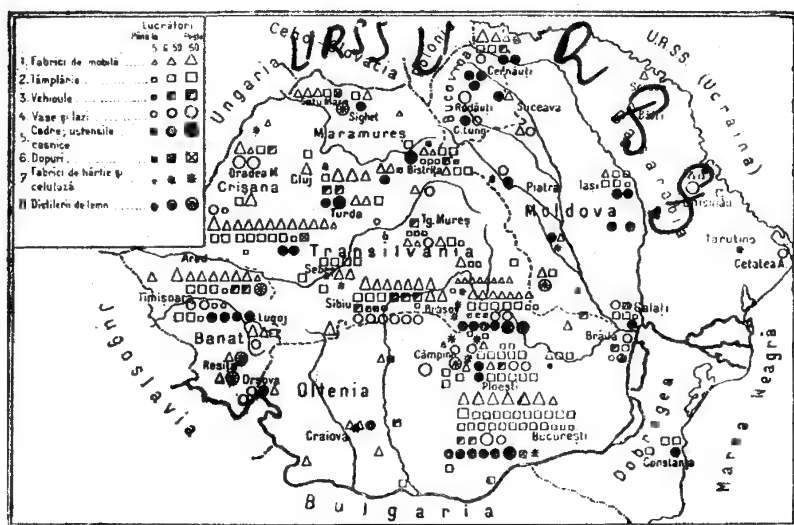 Lucrători
Până la Peste
5 6 50 50
1. Fabrici de mobilă
2. Tâmplărie
3. Vehicule
4. Vase și lăzi
5. Cadre, ustensile casnice
6. Dopuri
7 Fabrici de hârtie și celuloză
8 Distilerii de lemn
Ceho-Slovacia
Polonia
URSS U
R
S
S
U.R.S.S. (Ucraina)
Ungaria
Bucovina
Cernăuți
Satu Mare
Sighet
Rădăuți
Suceava
Bălți
Maramureș
C. Lung
Basarabia
Oradea M.
Cluj
Bistrița
Crișana
Piatra
Iași
Chișinău
Turda
Tg. Mureș
Moldova
Tarutino
Transilvania
Cetatea A.
Arad
Sebeș
Timișoara
Sibiu
Brașov
Galați
Lugoj
Brăila
Banat
Câmpina
Reșița
Orșova
Oltenia
Ploești
Jugoslavia
Craiova
București
Dobrogea
Constanța
Marea Neagră
Bulgaria